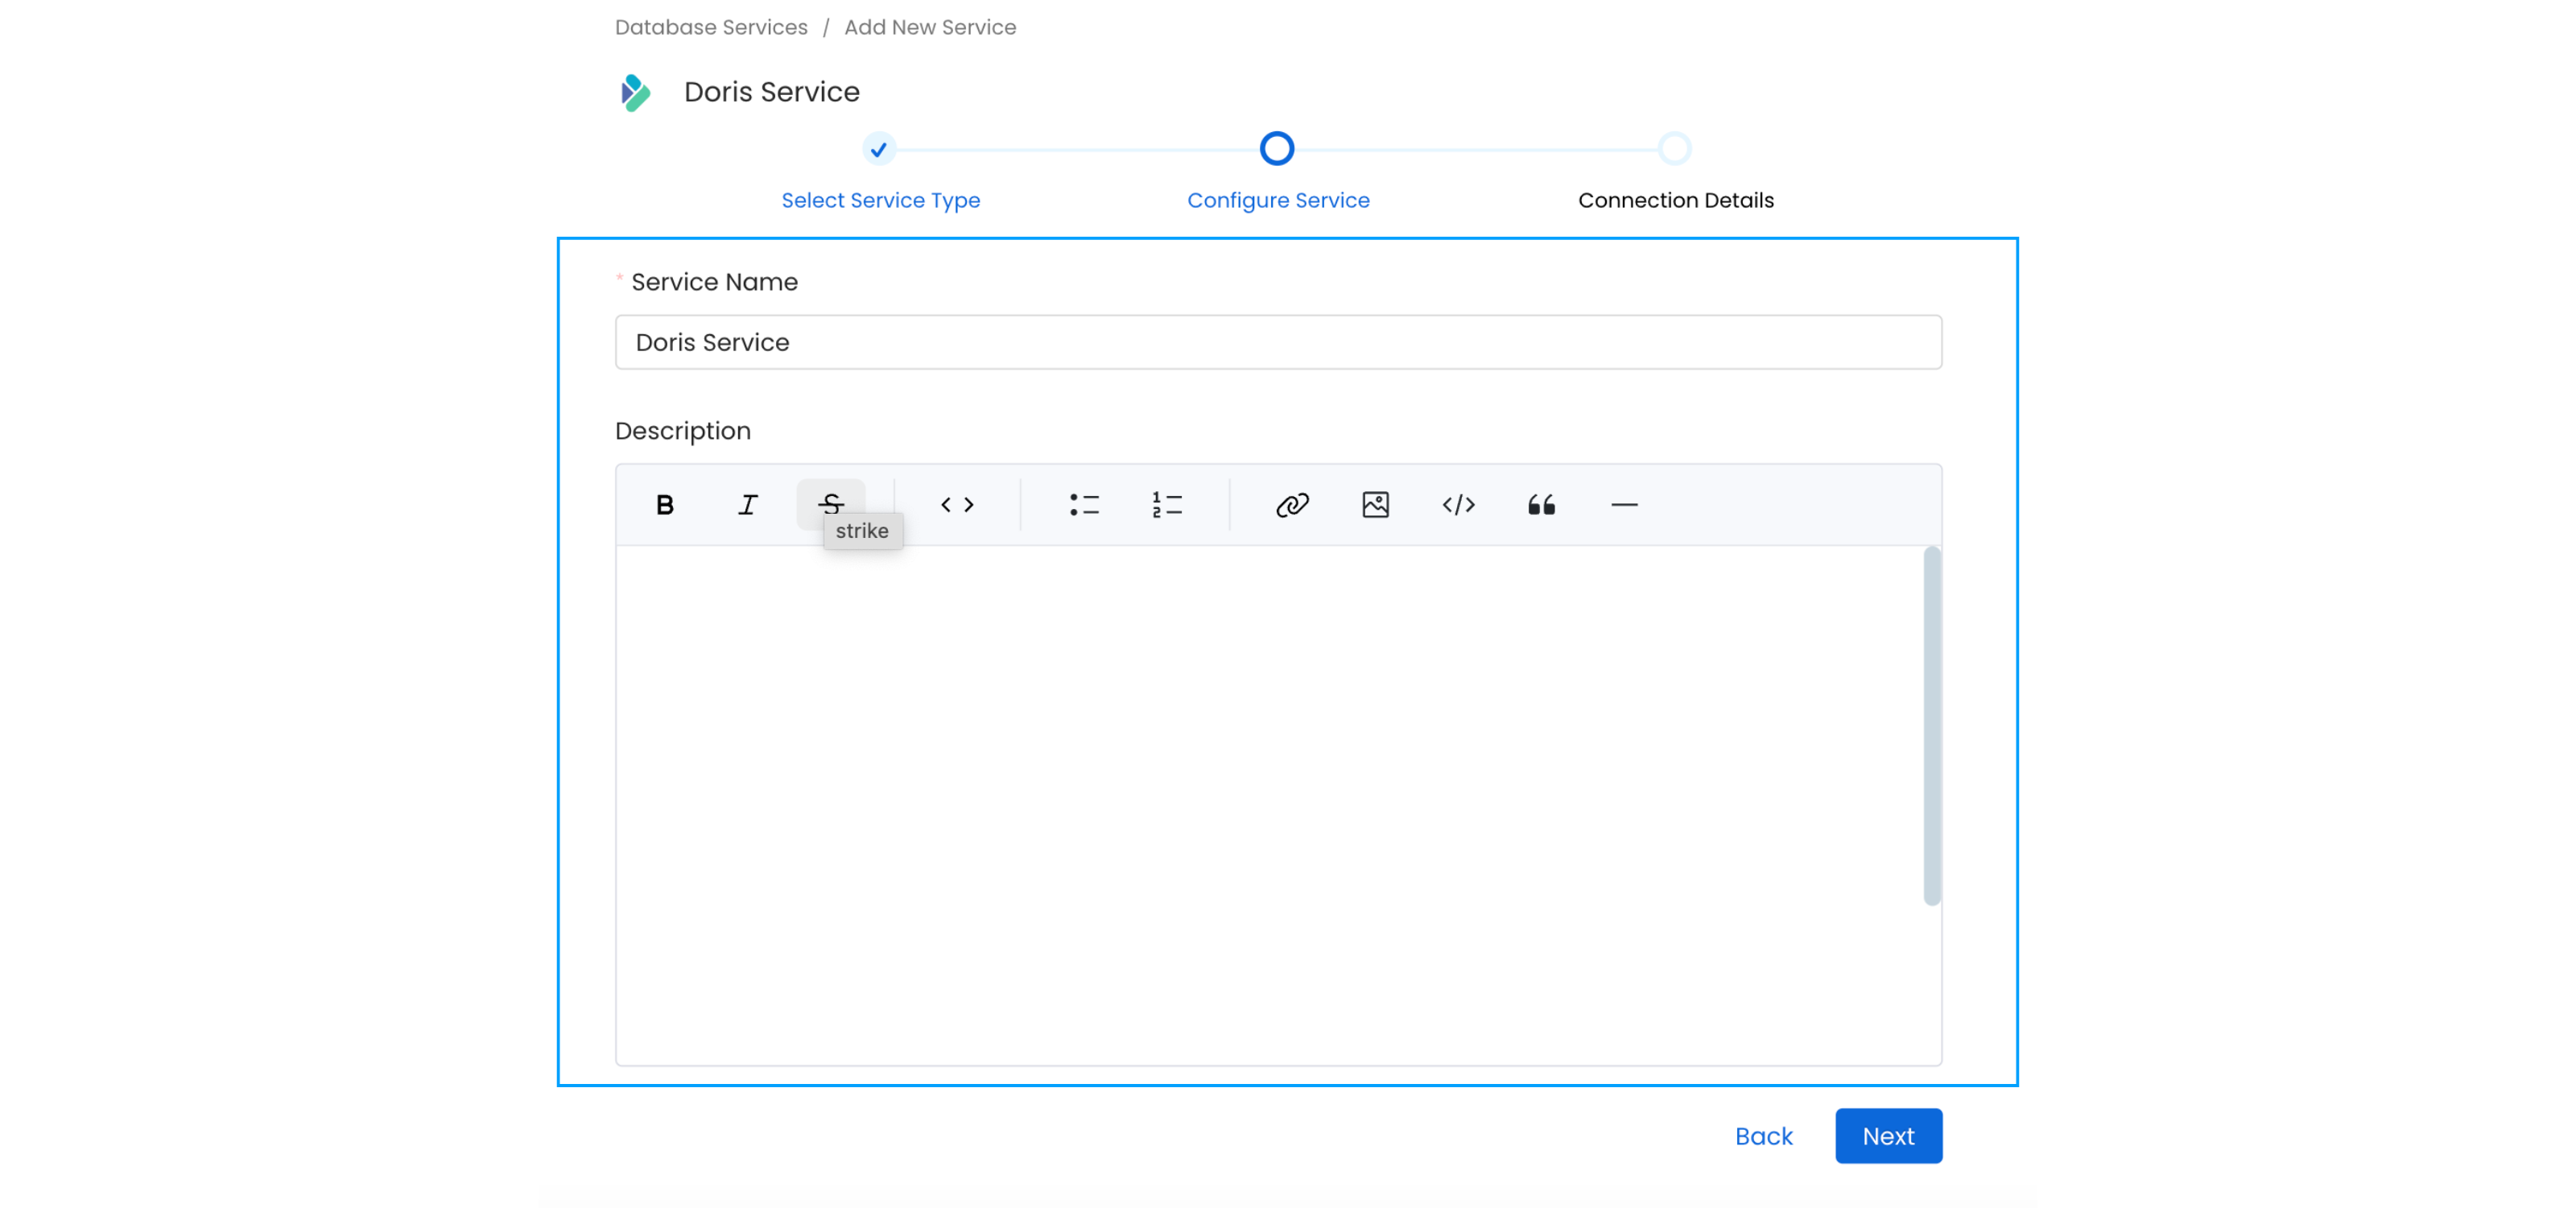 Database Services / Add New Service
Doris Service
Select Service Type Configure Service Connection Details
* Service Name
Doris Service
Description
strike
Back Next